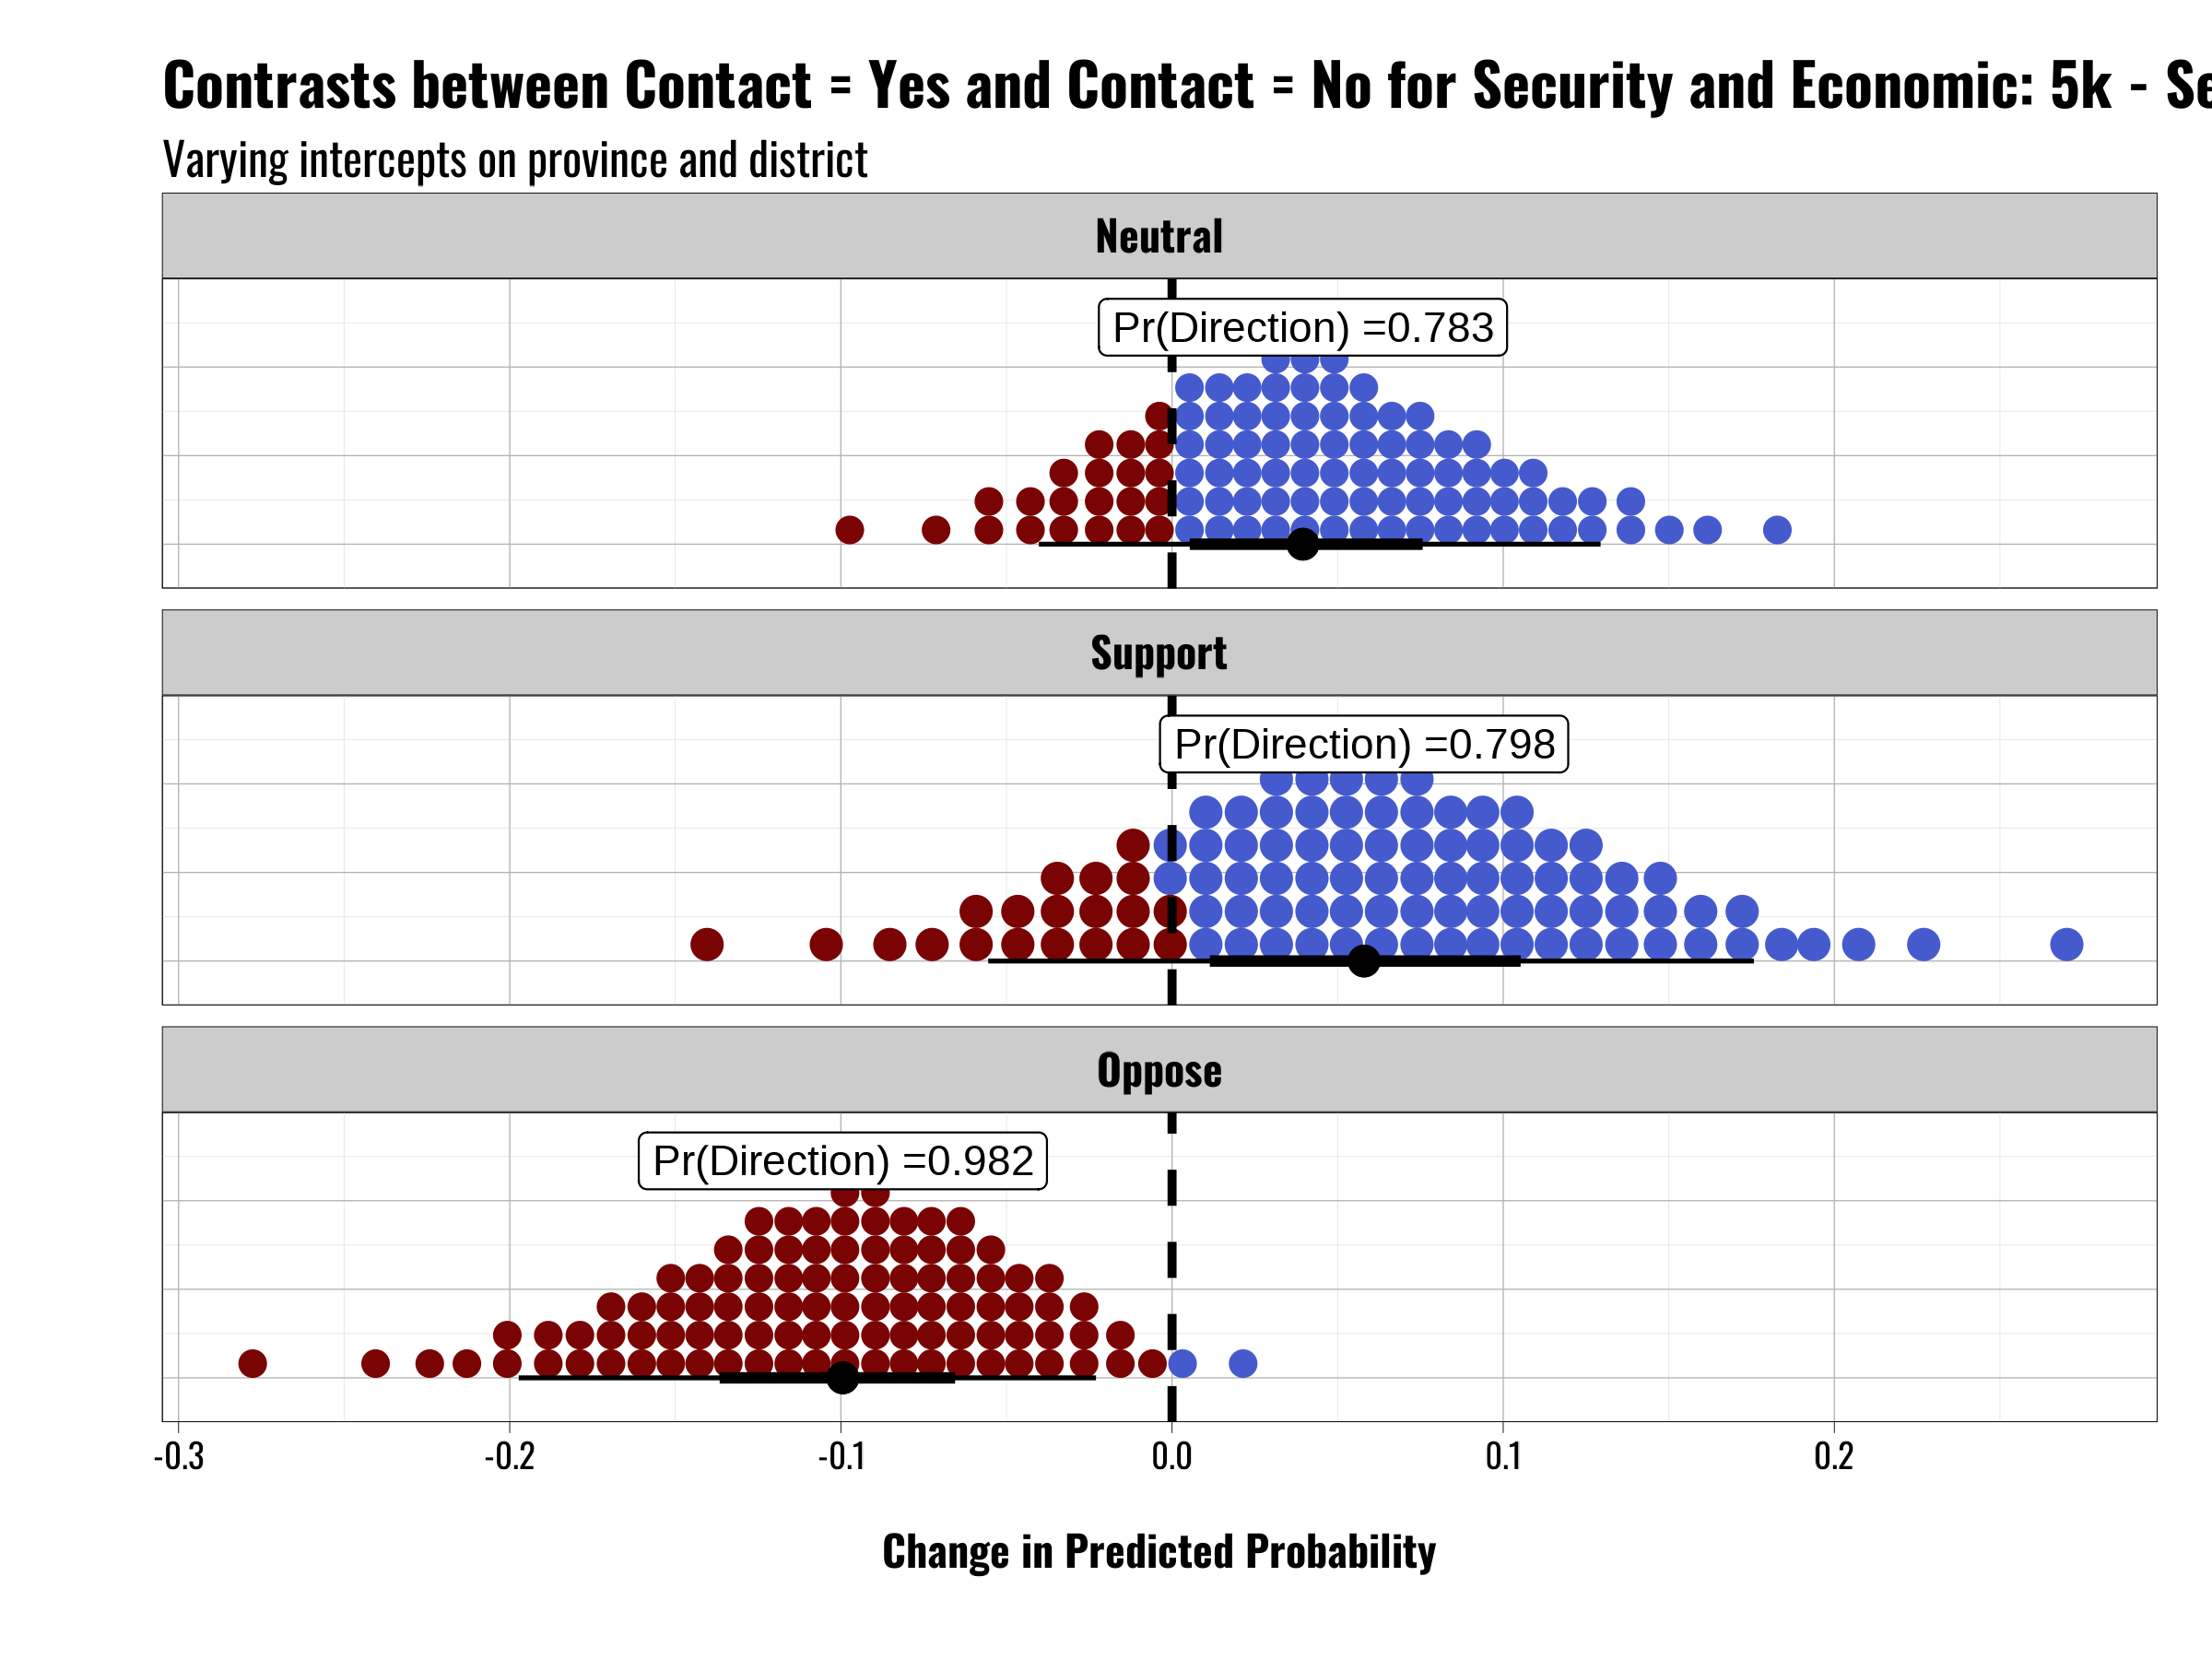 Contrasts between Contact = Yes and Contact = No for Security and Economic: 5k -
Varying intercepts on province and district
Neutral
Pr(Direction) =0.783
Support
Pr(Direction) =0.798
Oppose
Pr(Direction) =0.982
-0.3 -0.2 -0.1 0.0 0.1 0.2
Change in Predicted Probability